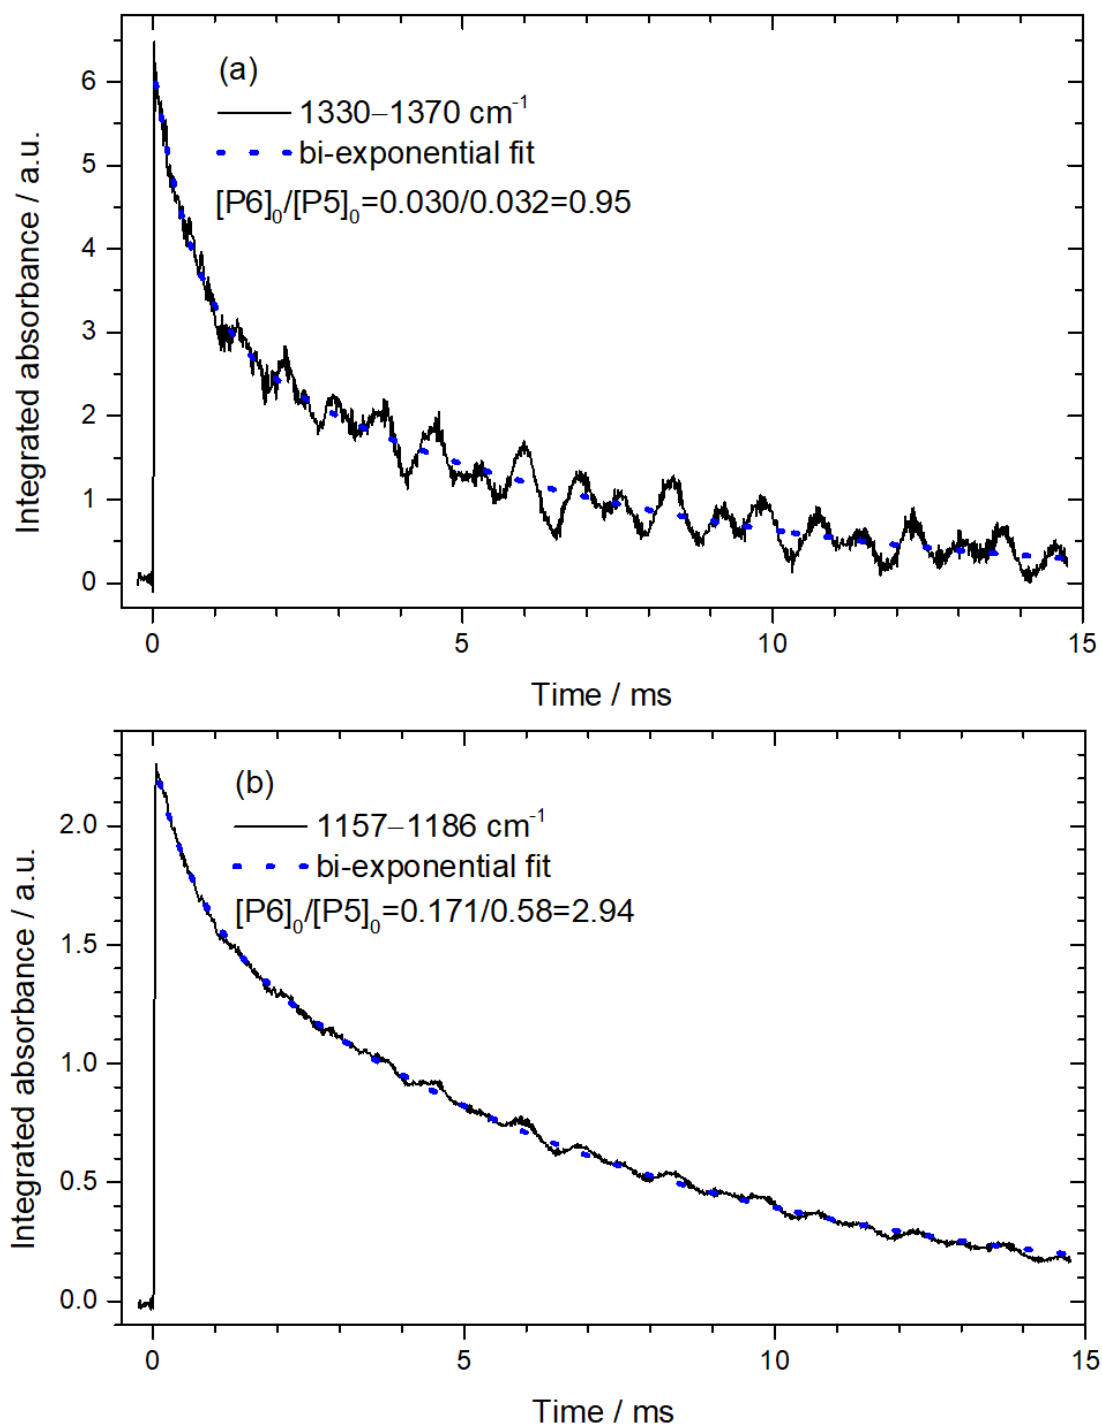 (a)
1330–1370 cm⁻¹
bi-exponential fit
[P6]₀/[P5]₀=0.030/0.032=0.95
Integrated absorbance / a.u.
6
5
4
3
2
1
0
0 5 10 15
Time / ms
(b)
1157–1186 cm⁻¹
bi-exponential fit
[P6]₀/[P5]₀=0.171/0.58=2.94
Integrated absorbance / a.u.
2.0
1.5
1.0
0.5
0.0
0 5 10 15
Time / ms